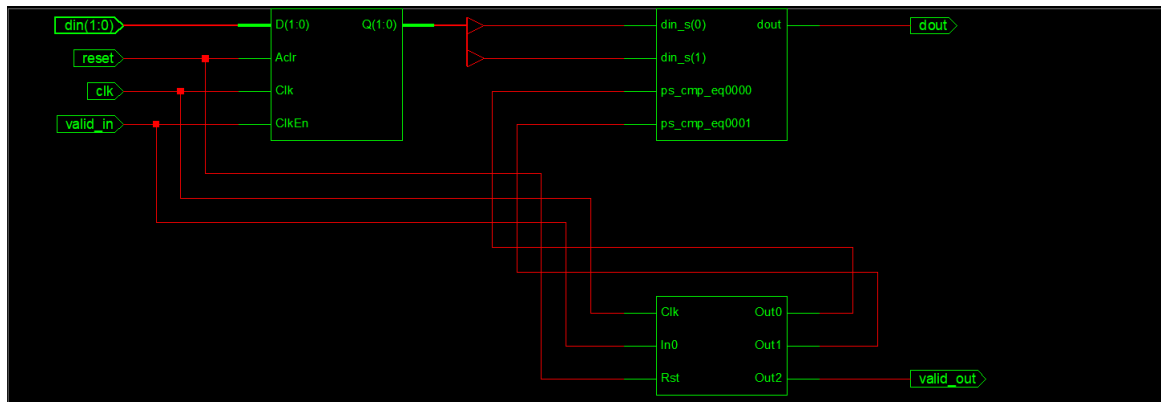 din(1:0)
reset
clk
valid_in
D(1:0)
Q(1:0)
Aclr
Clk
ClkEn
din_s(0)
dout
din_s(1)
ps_cmp_eq0000
ps_cmp_eq0001
dout
Clk
Out0
In0
Out1
Rst
Out2
valid_out